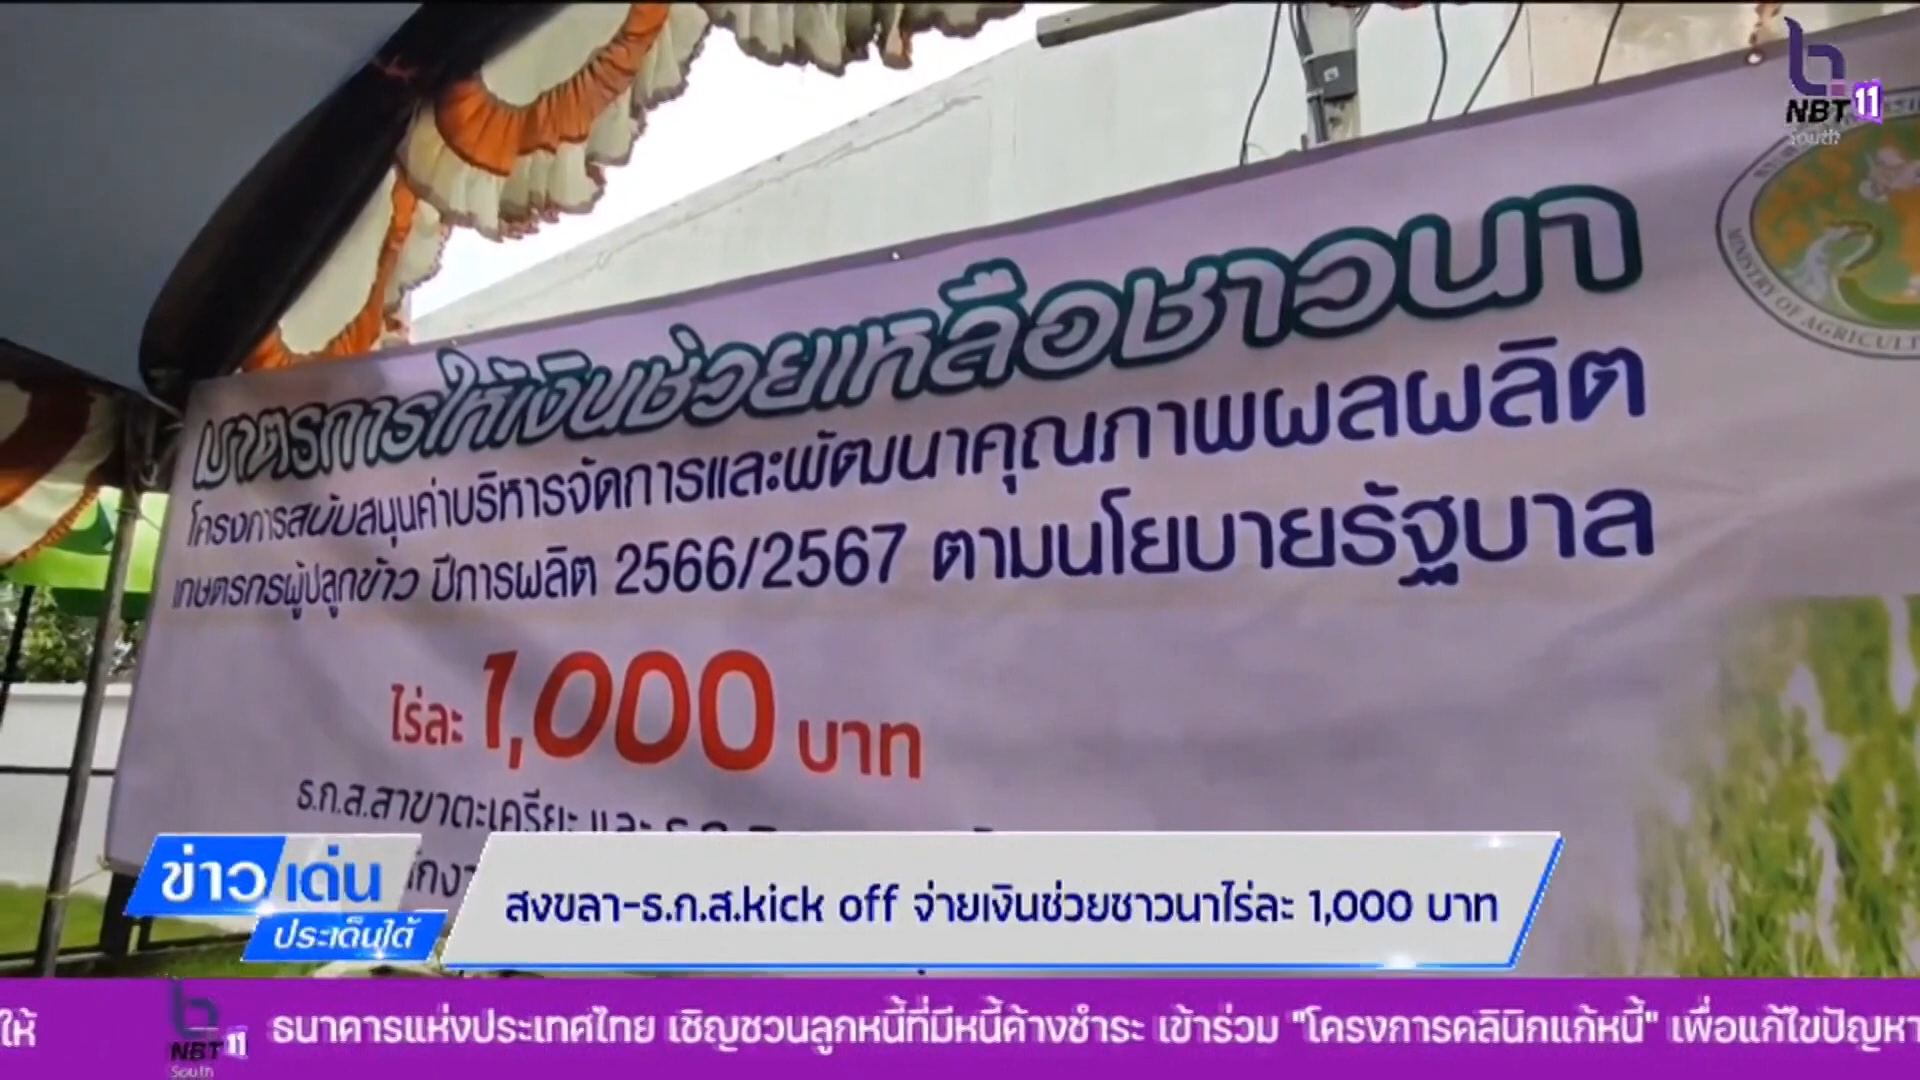 NBT 11
South
MINISTRY OF AGRICULT
มาตรการให้เงินช่วยเหลือชาวนา
โครงการสนับสนุนค่าบริหารจัดการและพัฒนาคุณภาพผลผลิต
เกษตรกรผู้ปลูกข้าว ปีการผลิต 2566/2567 ตามนโยบายรัฐบาล
ไร่ละ 1,000 บาท
ธ.ก.ส.สาขาตะเครียะ และ
ข่าวเด่น
ประเด็นใต้
สงขลา-ธ.ก.ส.kick off จ่ายเงินช่วยชาวนาไร่ละ 1,000 บาท
ให้ NBT 11 South ธนาคารแห่งประเทศไทย เชิญชวนลูกหนี้ที่มีหนี้ค้างชำระ เข้าร่วม "โครงการคลินิกแก้หนี้" เพื่อแก้ไขปัญหา